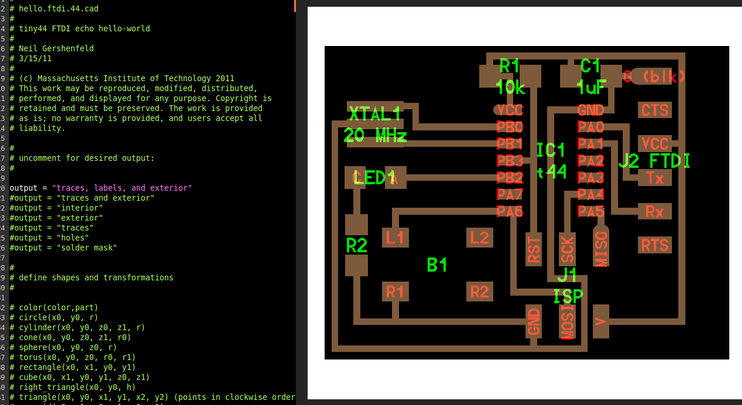 # hello.ftdi.44.cad
#
# tiny44 FTDI echo hello-world
#
# Neil Gershenfeld
# 3/15/11
#
# (c) Massachusetts Institute of Technology 2011
# This work may be reproduced, modified, distributed,
# performed, and displayed for any purpose. Copyright is
# retained and must be preserved. The work is provided
# as is; no warranty is provided, and users accept all
# liability.
#
# uncomment for desired output:
#
output = "traces, labels, and exterior"
#output = "traces and exterior"
#output = "interior"
#output = "exterior"
#output = "traces"
#output = "holes"
#output = "solder mask"
#
# define shapes and transformations
#
# color(color,part)
# circle(x0, y0, r)
# cylinder(x0, y0, z0, z1, r)
# cone(x0, y0, z0, z1, r0)
# sphere(x0, y0, z0, r)
# torus(x0, y0, z0, r0, r1)
# rectangle(x0, x1, y0, y1)
# cube(x0, x1, y0, y1, z0, z1)
# right_triangle(x0, y0, h)
# triangle(x0, y0, x1, y1, x2, y2) (points in clockwise order
R1
10k
C1
1uF
G (blk)
XTAL1
20 MHz
VCC
PB0
PB1
PB3
PB2
PA7
PA6
IC1
t44
GND
PA0
PA1
PA2
PA3
PA4
PA5
CTS
VCC
J2 FTDI
Tx
Rx
RTS
LED1
R2
L1
L2
B1
R1
R2
RST
SCK
MISO
J1
ISP
GND
MOSI
V